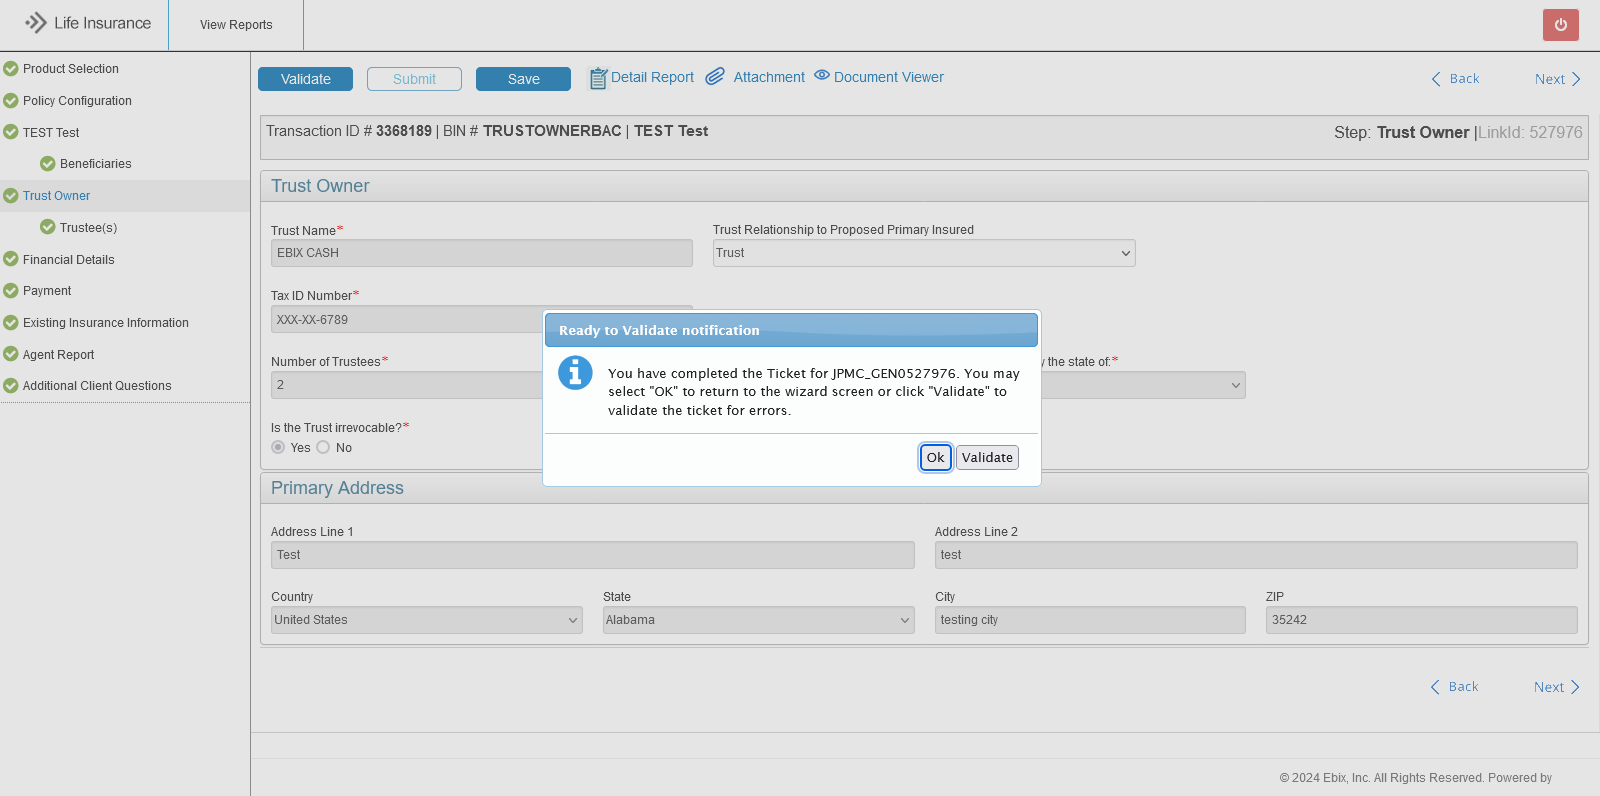 Life Insurance
View Reports
Product Selection
Policy Configuration
TEST Test
Beneficiaries
Trust Owner
Trustee(s)
Financial Details
Payment
Existing Insurance Information
Agent Report
Additional Client Questions
Validate Submit Save Detail Report Attachment Document Viewer Back Next
Transaction ID # 3368189 | BIN # TRUSTOWNERBAC | TEST Test
Step: Trust Owner |LinkId: 527976
Trust Owner
Trust Name*
Trust Relationship to Proposed Primary Insured
EBIX CASH
Trust
Tax ID Number*
XXX-XX-6789
Number of Trustees*
y the state of:*
2
Is the Trust irrevocable?*
Yes No
Ready to Validate notification
You have completed the Ticket for JPMC_GEN0527976. You may
select "OK" to return to the wizard screen or click "Validate" to
validate the ticket for errors.
Ok Validate
Primary Address
Address Line 1
Address Line 2
Test
test
Country State City ZIP
United States Alabama testing city 35242
Back Next
© 2024 Ebix, Inc. All Rights Reserved. Powered by